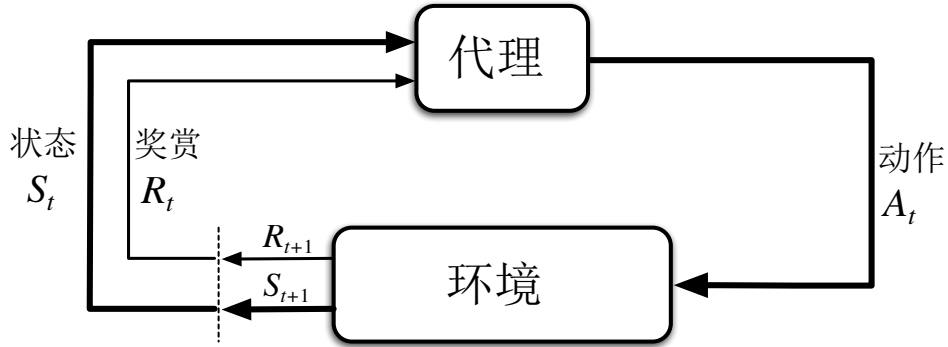 代理
状态
S_t
奖赏
R_t
动作
A_t
R_{t+1}
S_{t+1}
环境